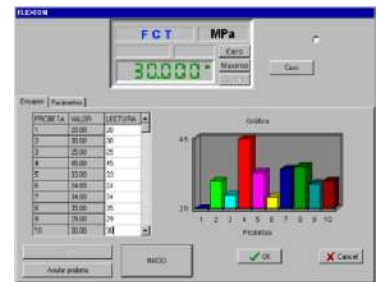 FLEXION
FCT MPa
Cero
30.000 Maximo
Cero
Ensayo Parámetros
PROBETA VALOR LECTURA
1 20.00 20
2 30.00 30
3 25.00 25
4 45.00 45
5 33.00 33
6 24.00 24
7 34.00 34
8 35.00 35
9 29.00 29
10 30.00 30
Gráfica
45
20
1 2 3 4 5 6 7 8 9 10
Probetas
Anular probeta
INICIO
OK
Cancel